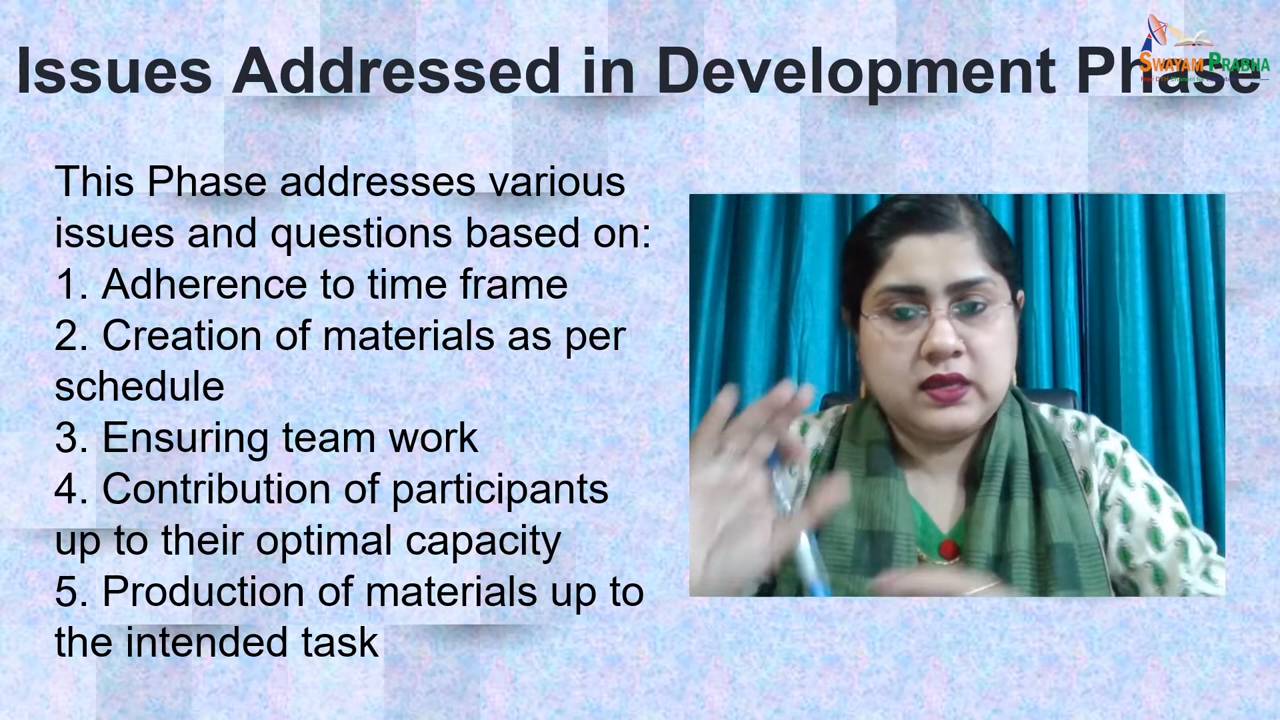 Issues Addressed in Development Phase
SWAYAM PRABHA
This Phase addresses various
issues and questions based on:
1. Adherence to time frame
2. Creation of materials as per
schedule
3. Ensuring team work
4. Contribution of participants
up to their optimal capacity
5. Production of materials up to
the intended task